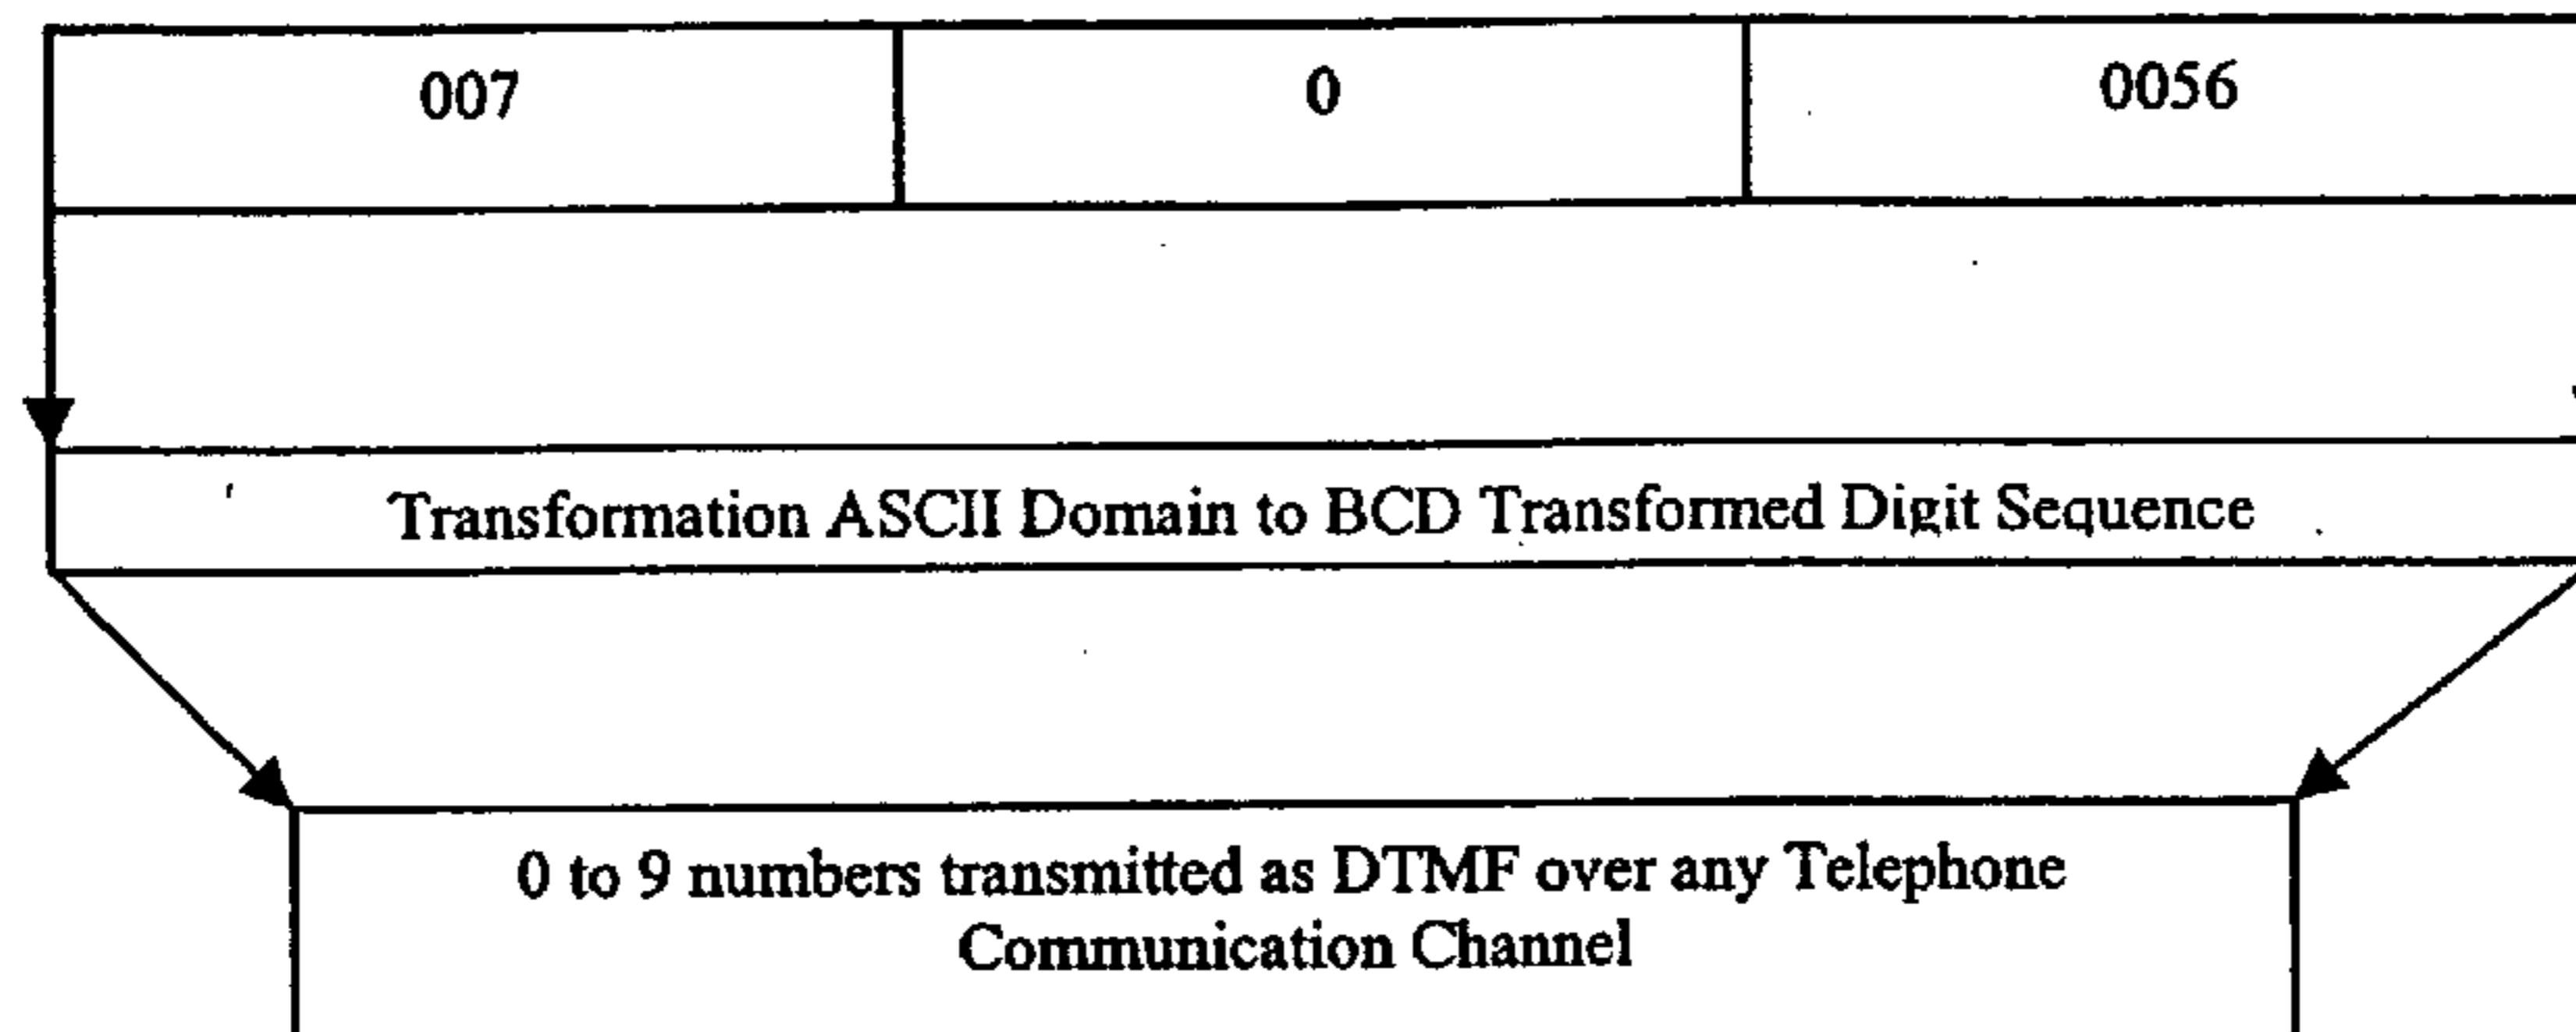 007 0 0056
Transformation ASCII Domain to BCD Transformed Digit Sequence
0 to 9 numbers transmitted as DTMF over any Telephone
Communication Channel